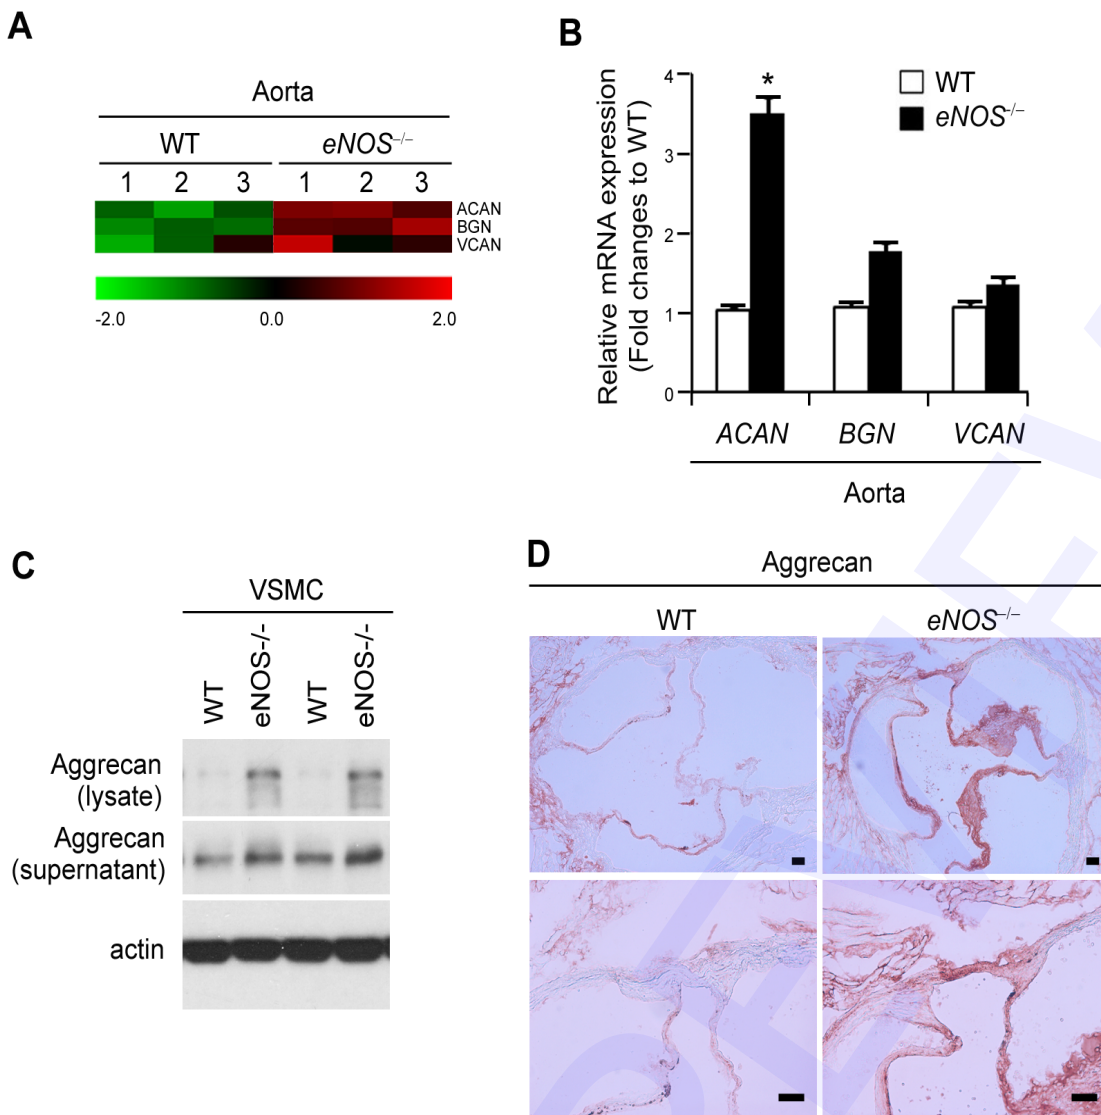 A
Aorta
WT eNOS–/–
1 2 3 1 2 3
ACAN
BGN
VCAN
-2.0 0.0 2.0
B
Relative mRNA expression
(Fold changes to WT)
4
3
2
1
0
*
WT
eNOS–/–
ACAN BGN VCAN
Aorta
C
VSMC
WT eNOS-/- WT eNOS-/-
Aggrecan
(lysate)
Aggrecan
(supernatant)
actin
D
Aggrecan
WT eNOS–/–